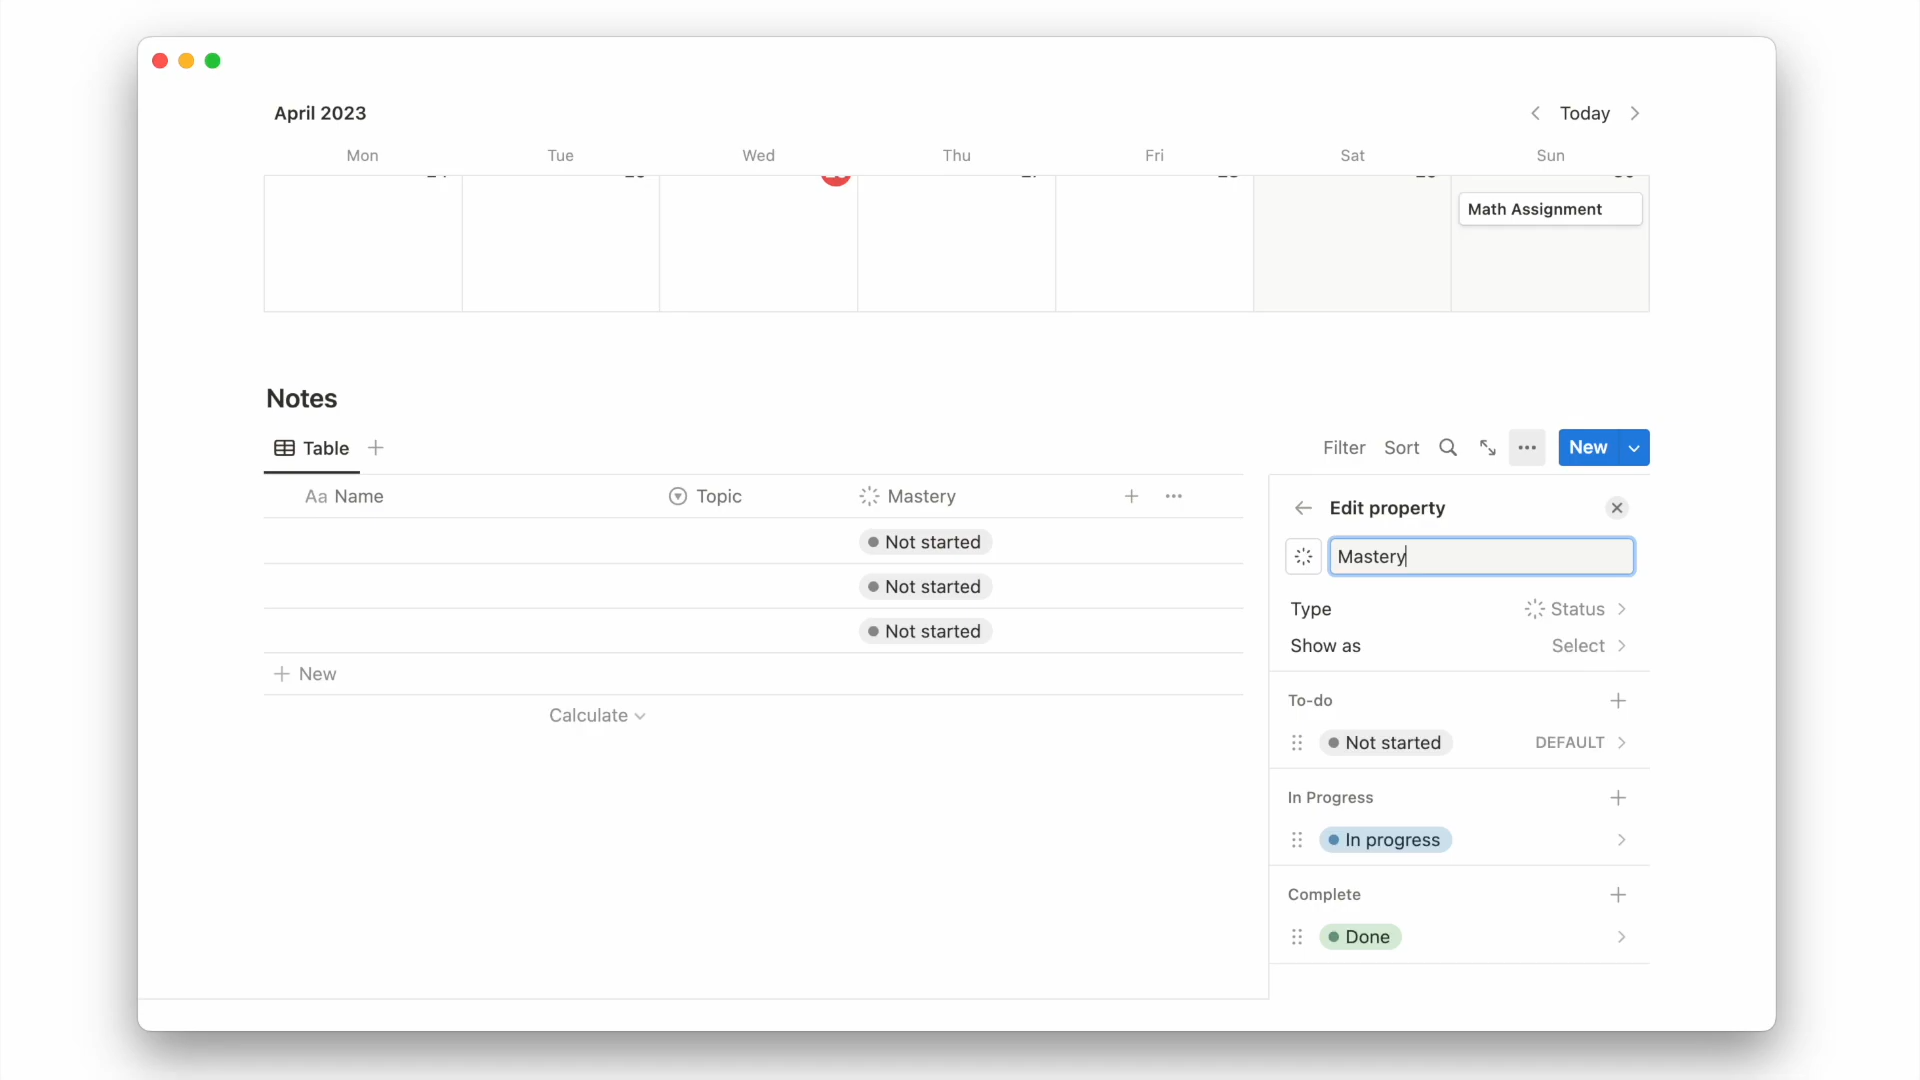 April 2023
Today
Mon Tue Wed Thu Fri Sat Sun
Math Assignment
Notes
Table
Filter Sort New
Aa Name Topic Mastery
Not started
Not started
Not started
New
Calculate
Edit property
Mastery
Type Status
Show as Select
To-do
Not started DEFAULT
In Progress
In progress
Complete
Done